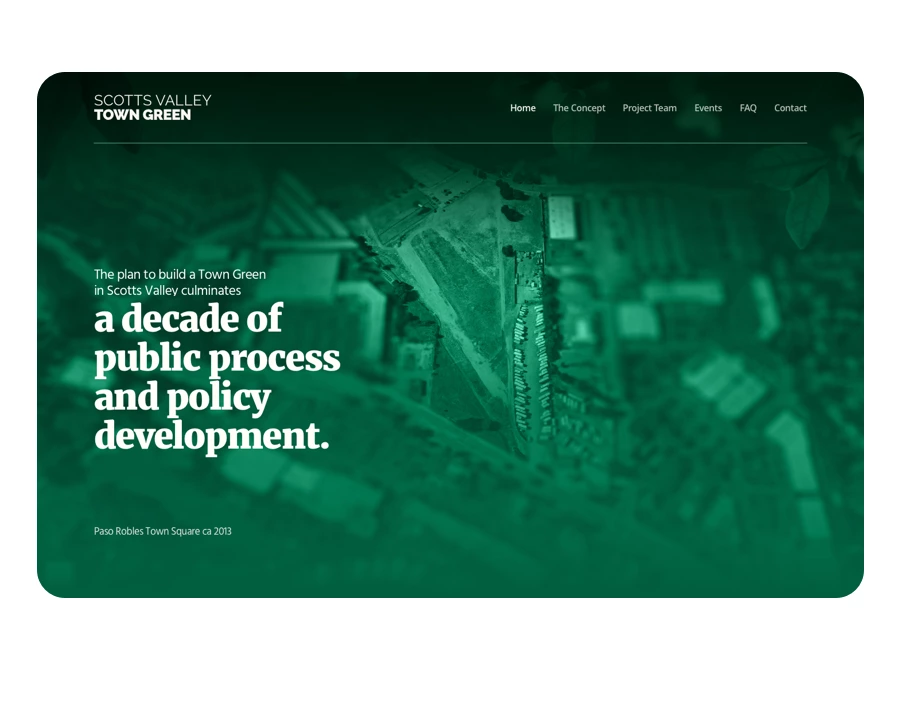 SCOTTS VALLEY
TOWN GREEN
Home The Concept Project Team Events FAQ Contact
The plan to build a Town Green
in Scotts Valley culminates
a decade of
public process
and policy
development.
Paso Robles Town Square ca 2013